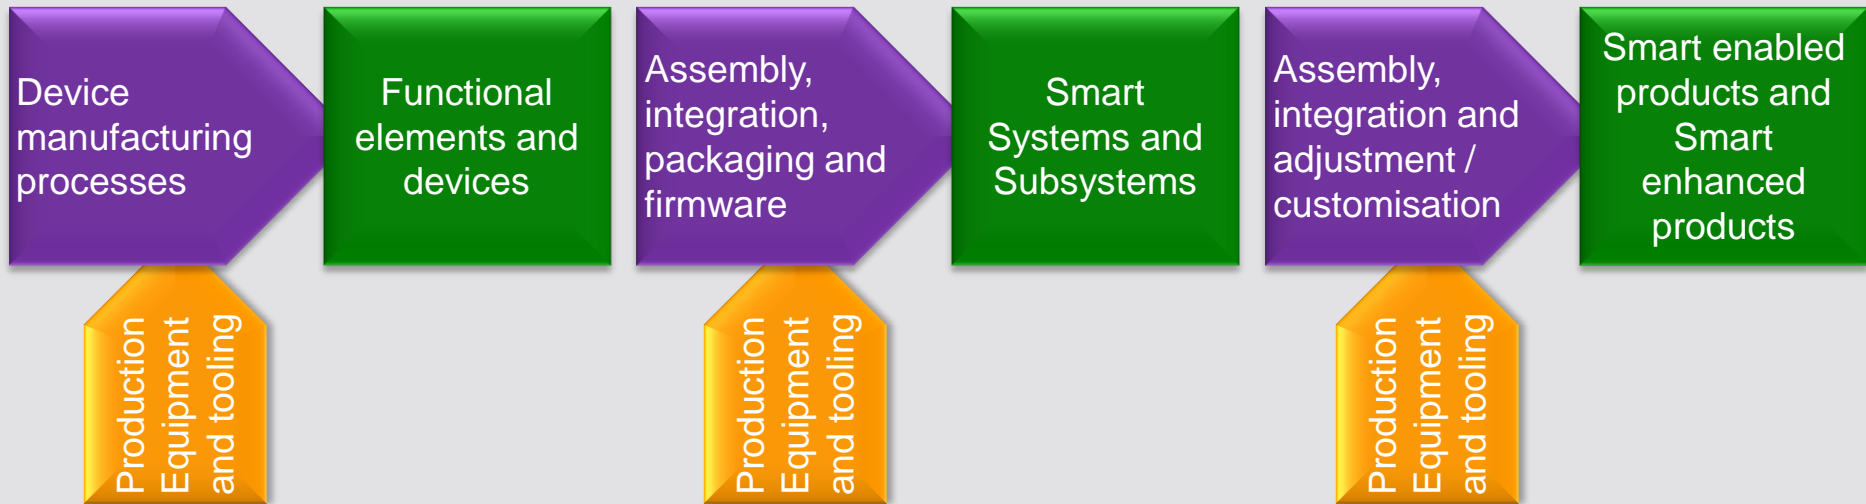 Device
manufacturing
processes
Functional
elements and
devices
Assembly,
integration,
packaging and
firmware
Smart
Systems and
Subsystems
Assembly,
integration and
adjustment /
customisation
Smart enabled
products and
Smart
enhanced
products
Production
Equipment
and tooling
Production
Equipment
and tooling
Production
Equipment
and tooling